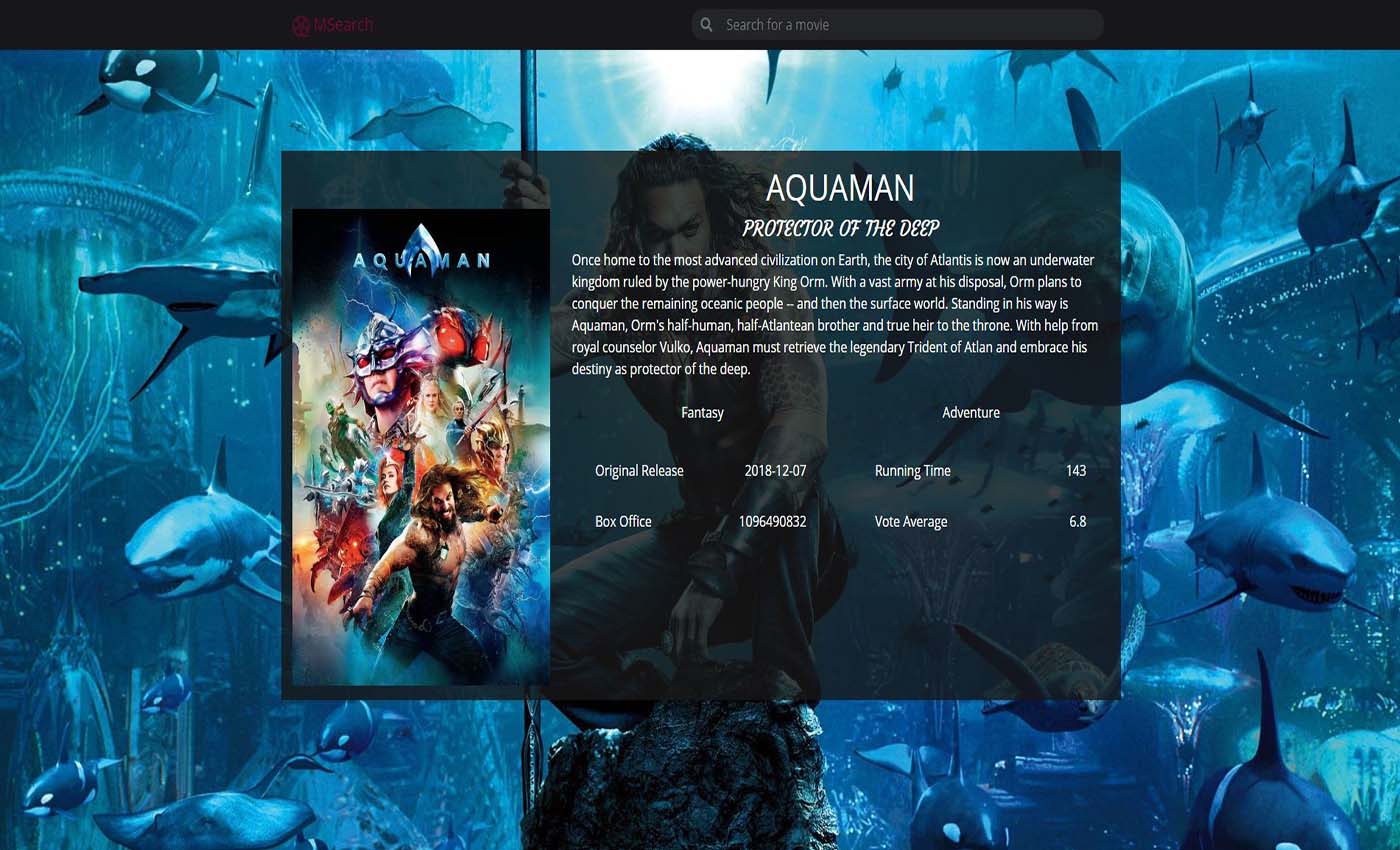 MSearch
Search for a movie
AQUAMAN
PROTECTOR OF THE DEEP
AQUAMAN
Once home to the most advanced civilization on Earth, the city of Atlantis is now an underwater
kingdom ruled by the power-hungry King Orm. With a vast army at his disposal, Orm plans to
conquer the remaining oceanic people -- and then the surface world. Standing in his way is
Aquaman, Orm's half-human, half-Atlantean brother and true heir to the throne. With help from
royal counselor Vulko, Aquaman must retrieve the legendary Trident of Atlan and embrace his
destiny as protector of the deep.
Fantasy Adventure
Original Release 2018-12-07 Running Time 143
Box Office 1096490832 Vote Average 6.8